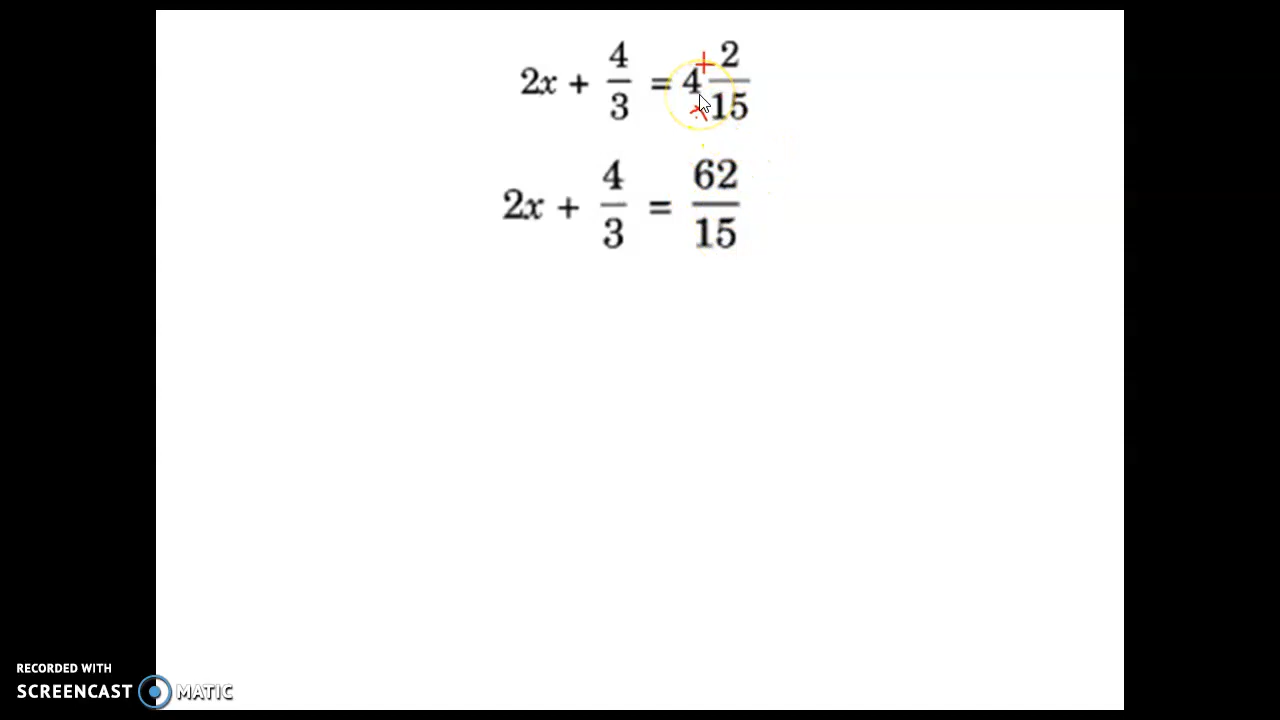 2x + 4/3 = 4 + 2/15 ×
2x + 4/3 = 62/15
RECORDED WITH
SCREENCAST MATIC